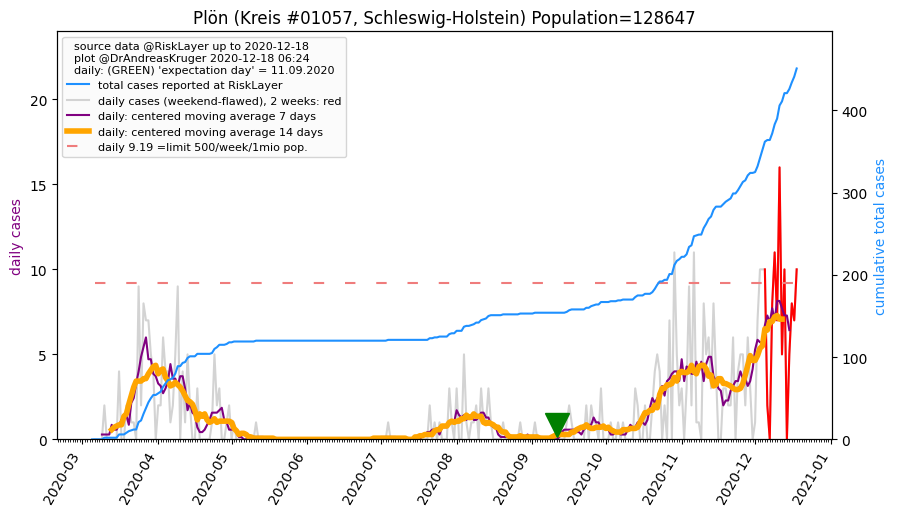 Plön (Kreis #01057, Schleswig-Holstein) Population=128647
source data @RiskLayer up to 2020-12-18
plot @DrAndreasKruger 2020-12-18 06:24
daily: (GREEN) 'expectation day' = 11.09.2020
total cases reported at RiskLayer
daily cases (weekend-flawed), 2 weeks: red
daily: centered moving average 7 days
daily: centered moving average 14 days
daily 9.19 =limit 500/week/1mio pop.
daily cases
20
15
10
5
0
cumulative total cases
400
300
200
100
0
2020-03
2020-04
2020-05
2020-06
2020-07
2020-08
2020-09
2020-10
2020-11
2020-12
2021-01